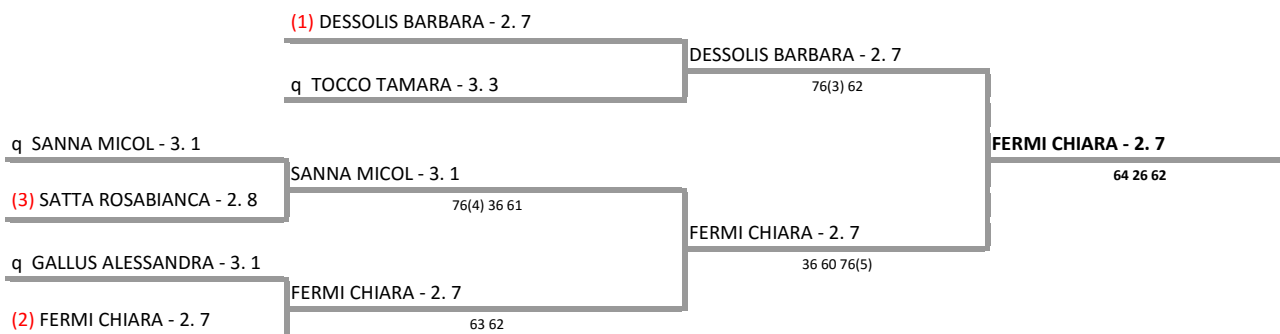 (1) DESSOLIS BARBARA - 2. 7
DESSOLIS BARBARA - 2. 7
q TOCCO TAMARA - 3. 3
76(3) 62
q SANNA MICOL - 3. 1
FERMI CHIARA - 2. 7
SANNA MICOL - 3. 1
64 26 62
(3) SATTA ROSABIANCA - 2. 8
76(4) 36 61
FERMI CHIARA - 2. 7
q GALLUS ALESSANDRA - 3. 1
36 60 76(5)
FERMI CHIARA - 2. 7
(2) FERMI CHIARA - 2. 7
63 62